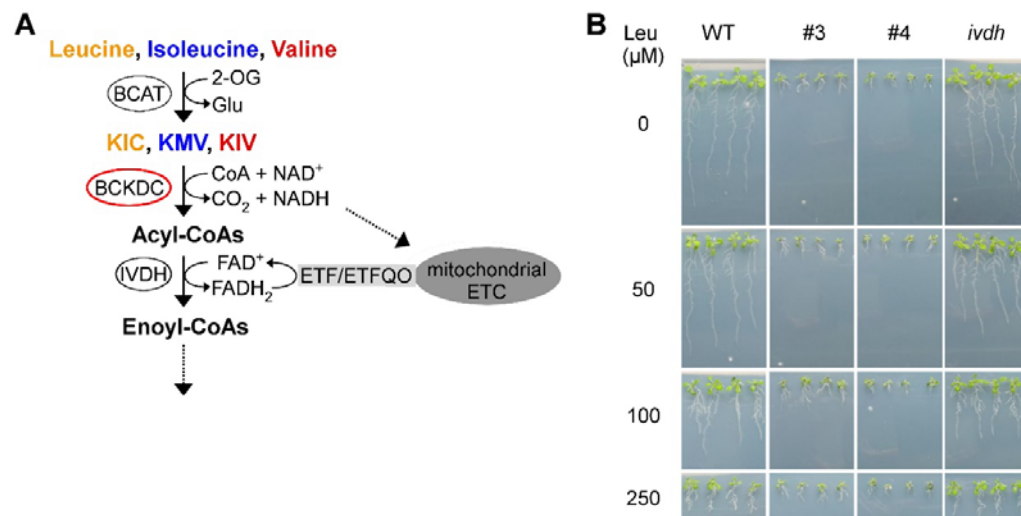 A
Leucine, Isoleucine, Valine
BCAT
2-OG
Glu
KIC, KMV, KIV
BCKDC
CoA + NAD⁺
CO₂ + NADH
Acyl-CoAs
IVDH
FAD⁺
FADH₂
ETF/ETFQO
mitochondrial
ETC
Enoyl-CoAs
B
Leu
(µM)
WT #3 #4 ivdh
0
50
100
250